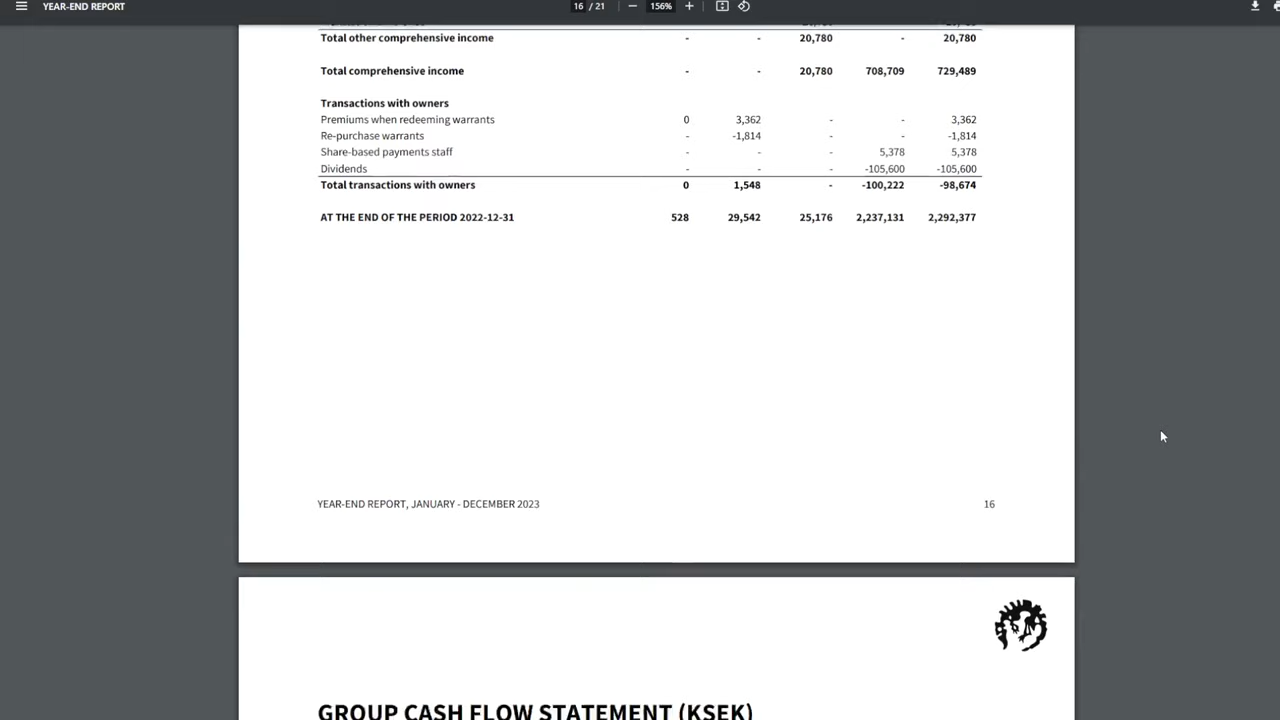 YEAR-END REPORT
16 / 21
156%
Total other comprehensive income - - 20,780 - 20,780
Total comprehensive income - - 20,780 708,709 729,489
Transactions with owners
Premiums when redeeming warrants 0 3,362 - - 3,362
Re-purchase warrants - -1,814 - - -1,814
Share-based payments staff - - - 5,378 5,378
Dividends - - - -105,600 -105,600
Total transactions with owners 0 1,548 - -100,222 -98,674
AT THE END OF THE PERIOD 2022-12-31 528 29,542 25,176 2,237,131 2,292,377
YEAR-END REPORT, JANUARY - DECEMBER 2023 16
GROUP CASH FLOW STATEMENT (KSEK)